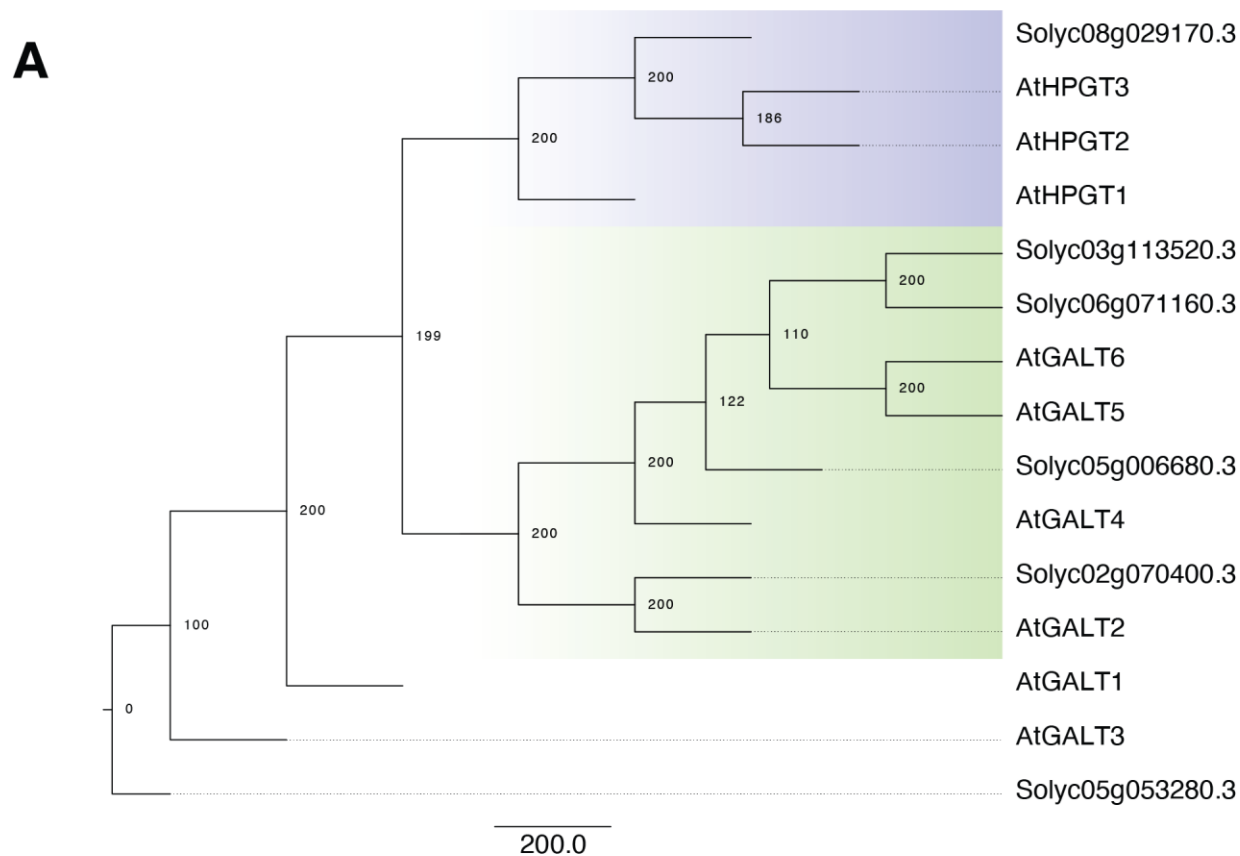 A
Solyc08g029170.3
200
AtHPGT3
186
AtHPGT2
200
AtHPGT1
Solyc03g113520.3
200
Solyc06g071160.3
110
199
AtGALT6
200
122
AtGALT5
200
Solyc05g006680.3
200
AtGALT4
200
Solyc02g070400.3
200
100
AtGALT2
AtGALT1
0
AtGALT3
Solyc05g053280.3
200.0